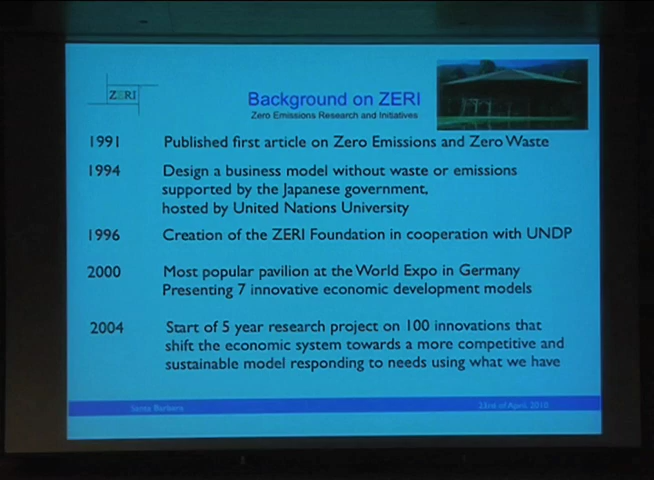 ZERI
Background on ZERI
Zero Emissions Research and Initiatives
1991 Published first article on Zero Emissions and Zero Waste
1994 Design a business model without waste or emissions
supported by the Japanese government,
hosted by United Nations University
1996 Creation of the ZERI Foundation in cooperation with UNDP
2000 Most popular pavilion at the World Expo in Germany
Presenting 7 innovative economic development models
2004 Start of 5 year research project on 100 innovations that
shift the economic system towards a more competitive and
sustainable model responding to needs using what we have
Santa Barbara 23rd of April, 2010